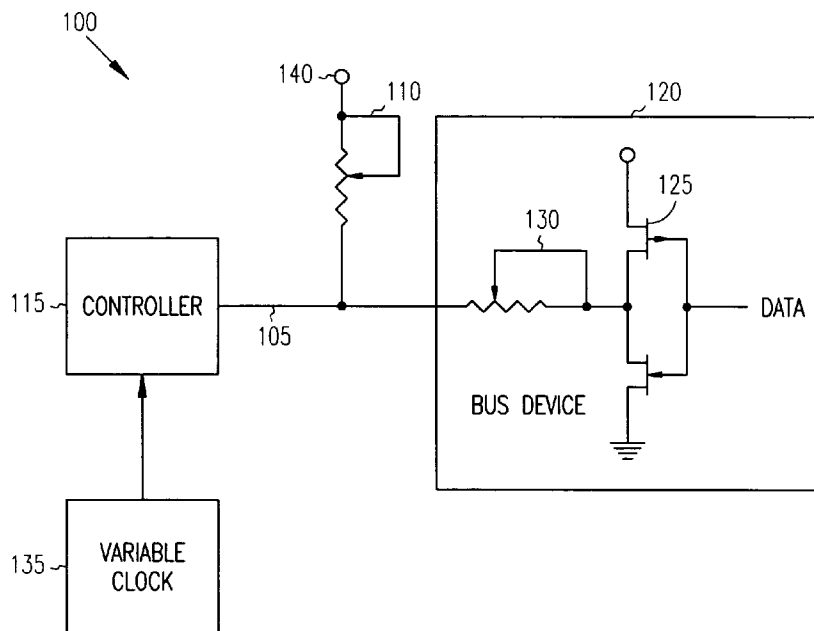 100
140
110
120
125
130
115
CONTROLLER
105
DATA
BUS DEVICE
135
VARIABLE
CLOCK